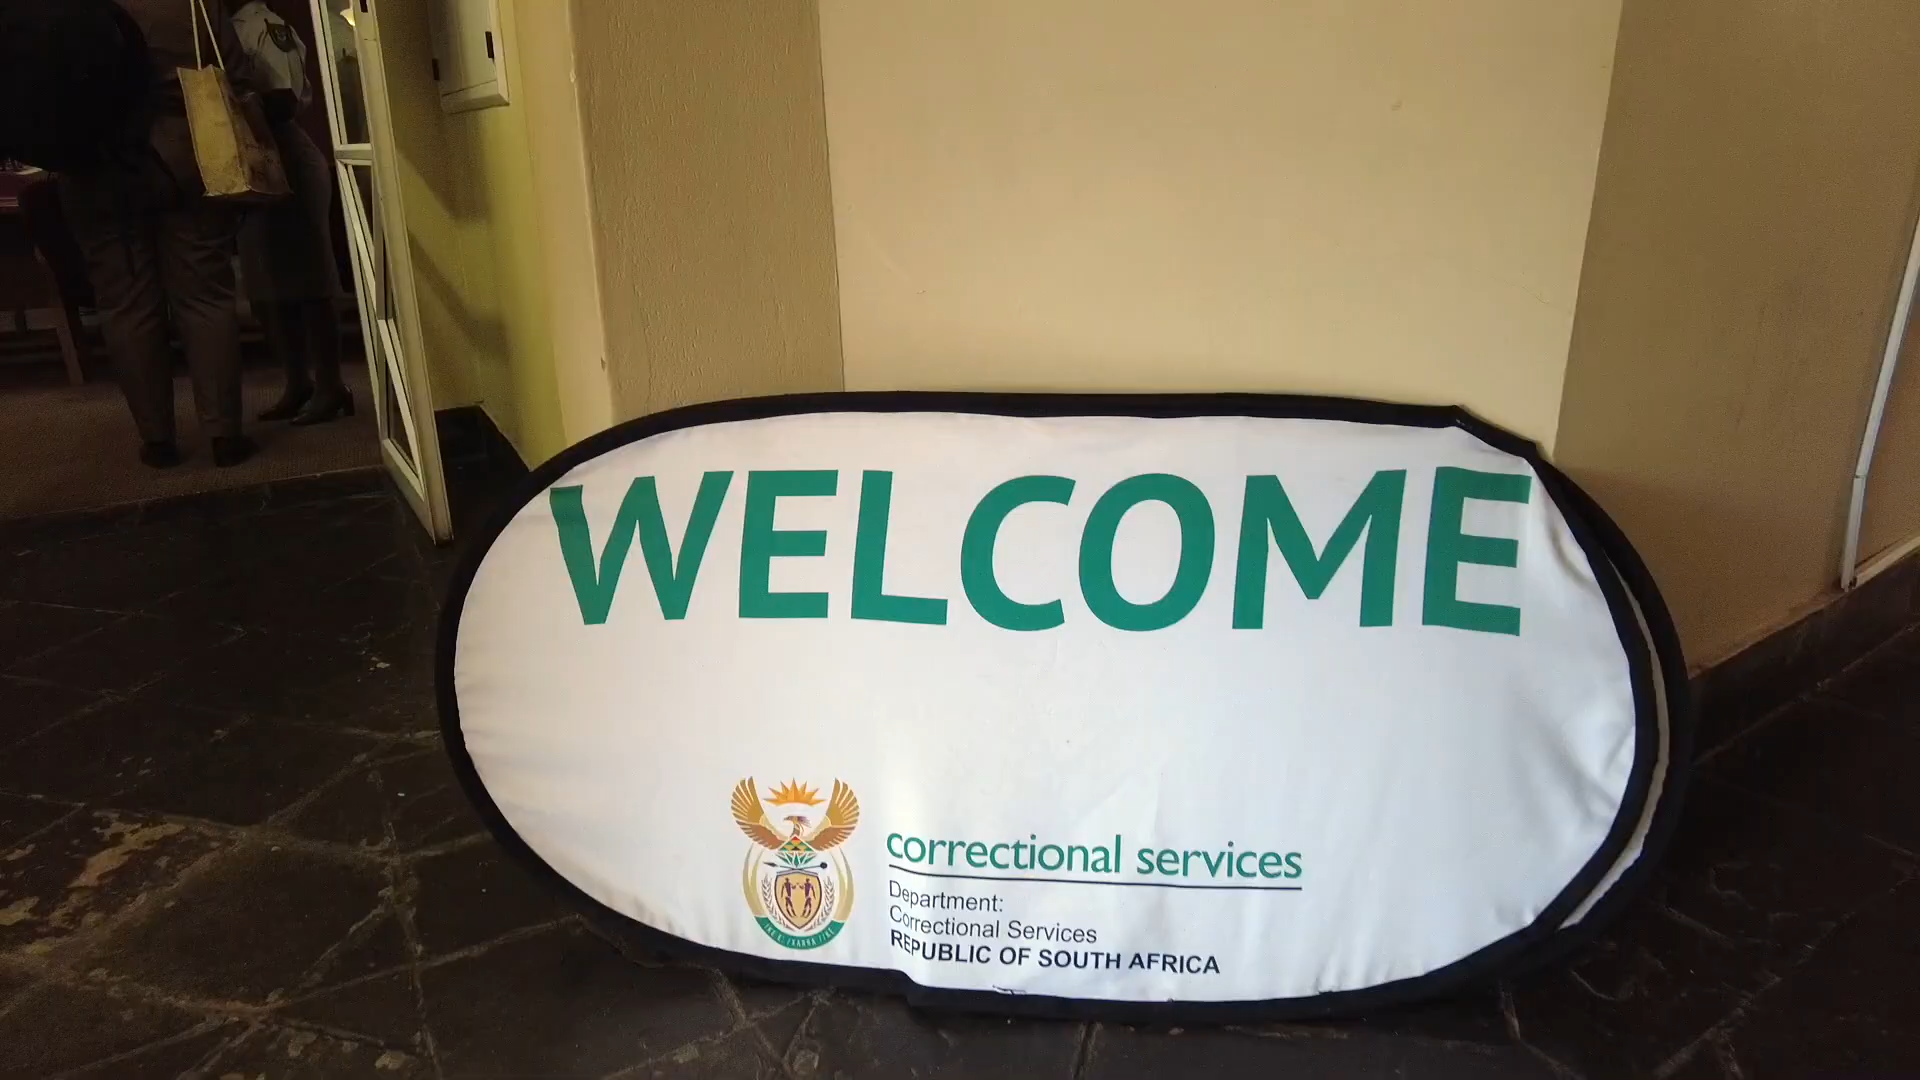 WELCOME
correctional services
Department:
Correctional Services
REPUBLIC OF SOUTH AFRICA